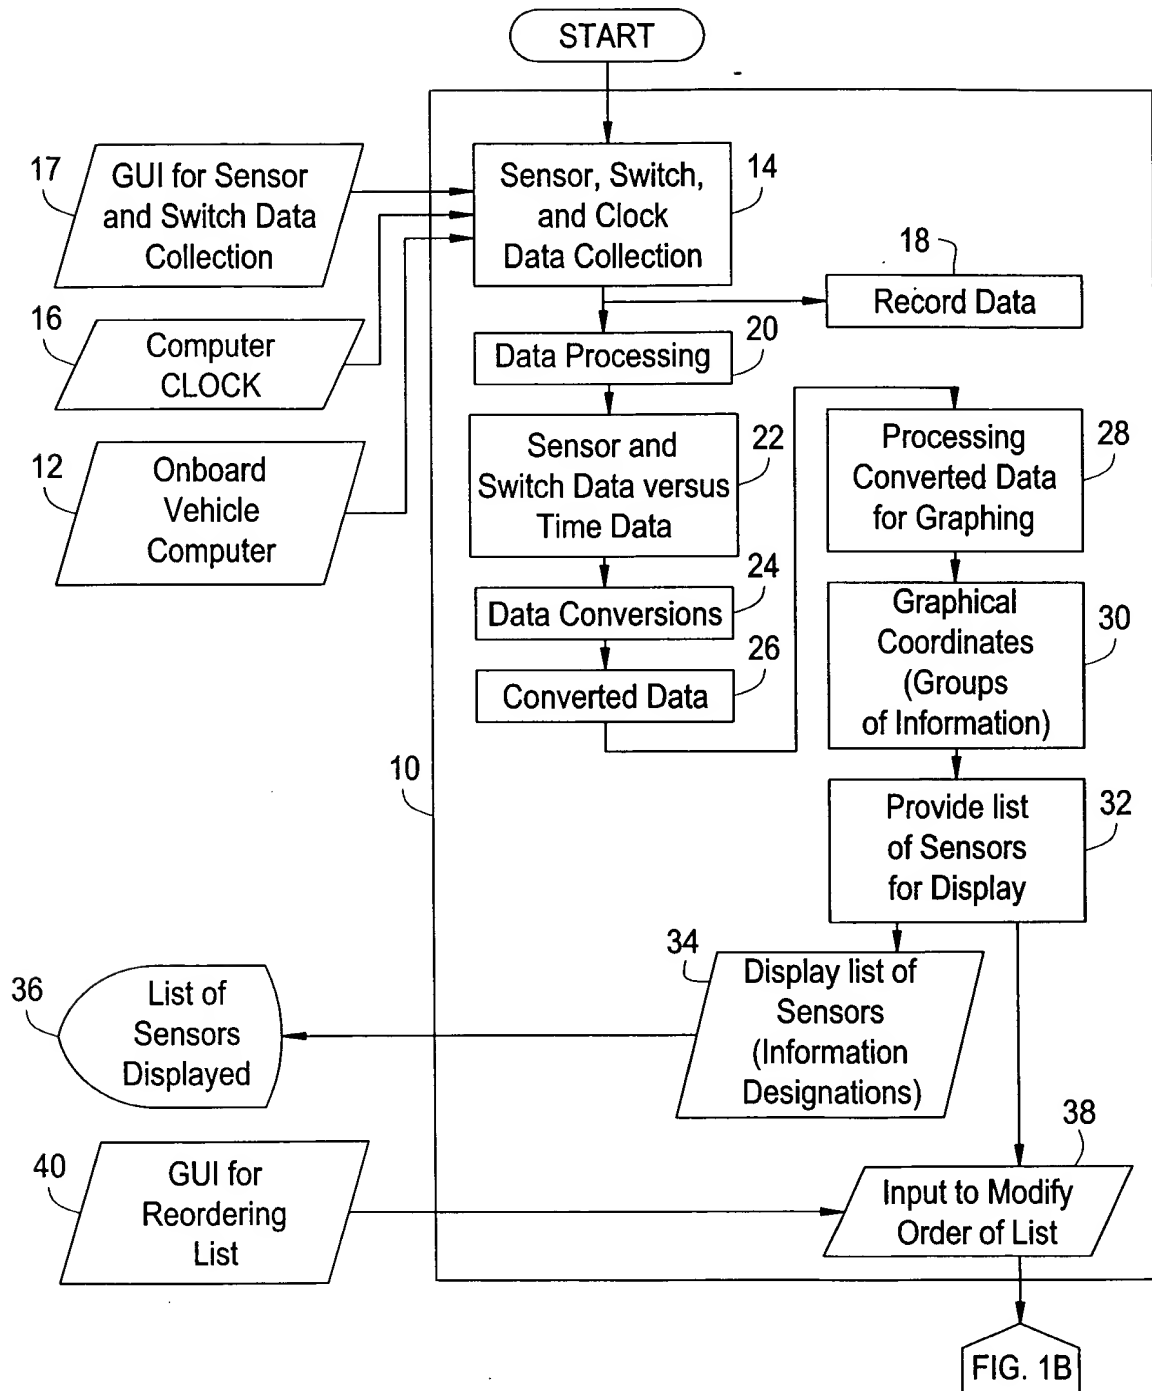 START
17
GUI for Sensor
and Switch Data
Collection
Sensor, Switch,
and Clock
Data Collection
14
18
Record Data
16
Computer
CLOCK
Data Processing
20
12
Onboard
Vehicle
Computer
Sensor and
Switch Data versus
Time Data
22
Processing
Converted Data
for Graphing
28
Data Conversions
24
Converted Data
26
Graphical
Coordinates
(Groups
of Information)
30
10
Provide list
of Sensors
for Display
32
34
Display list of
Sensors
(Information
Designations)
36
List of
Sensors
Displayed
38
Input to Modify
Order of List
40
GUI for
Reordering
List
FIG. 1B